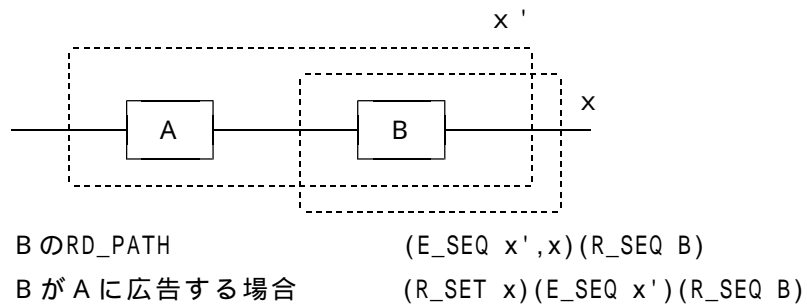 x'
x
A
B
BのRD_PATH (E_SEQ x',x)(R_SEQ B)
BがAに広告する場合 (R_SET x)(E_SEQ x')(R_SEQ B)